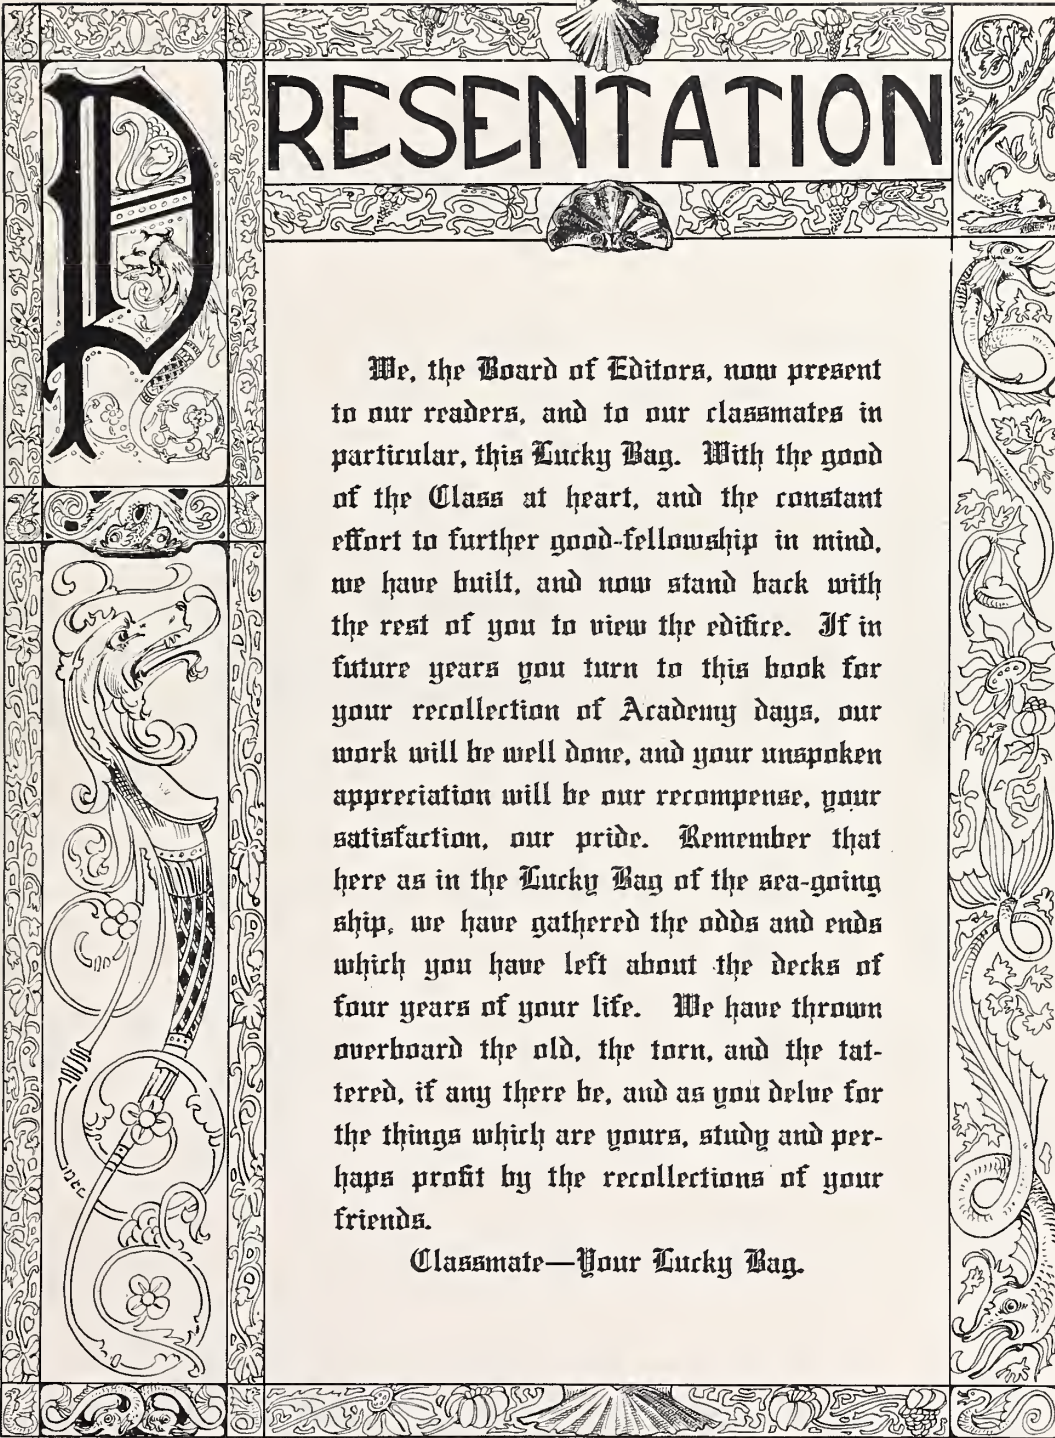 PRESENTATION
We, the Board of Editors, now present
to our readers, and to our classmates in
particular, this Lucky Bag. With the good
of the Class at heart, and the constant
effort to further good-fellowship in mind,
we have built, and now stand back with
the rest of you to view the edifice. If in
future years you turn to this book for
your recollection of Academy days, our
work will be well done, and your unspoken
appreciation will be our recompense, your
satisfaction, our pride. Remember that
here as in the Lucky Bag of the sea-going
ship, we have gathered the odds and ends
which you have left about the decks of
four years of your life. We have thrown
overboard the old, the torn, and the tat-
tered, if any there be, and as you delve for
the things which are yours, study and per-
haps profit by the recollections of your
friends.
Classmate—Your Lucky Bag.